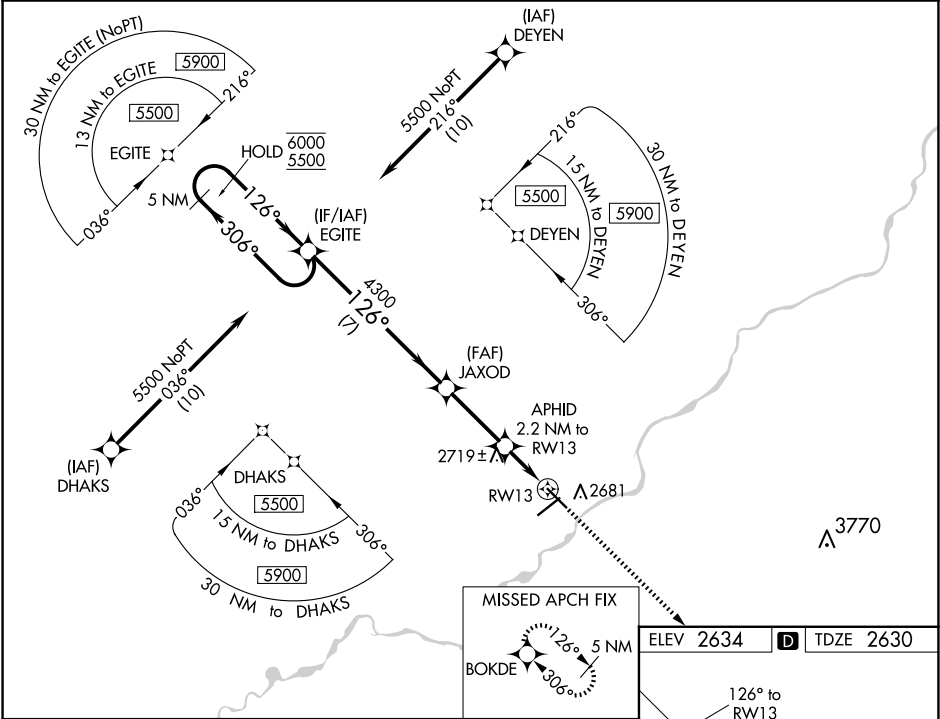 (IAF)
DEYEN
30 NM to EGITE (NoPT)
5900
13 NM to EGITE
5500
216°
EGITE
036°
5 NM
HOLD 6000
5500
126°
306°
(IF/IAF)
EGITE
5500 NoPT
216°
(10)
216°
30 NM to DEYEN
15 NM to DEYEN
5500
5900
DEYEN
306°
4300
126°
(7)
5500 NoPT
036°
(10)
(IAF)
DHAKS
(FAF)
JAXOD
APHID
2.2 NM to
RW13
2719±
RW13
2681
3770
DHAKS
036°
5500
306°
15 NM to DHAKS
5900
30 NM to DHAKS
MISSED APCH FIX
126°
5 NM
BOKDE
306°
ELEV 2634 D TDZE 2630
126° to
RW13